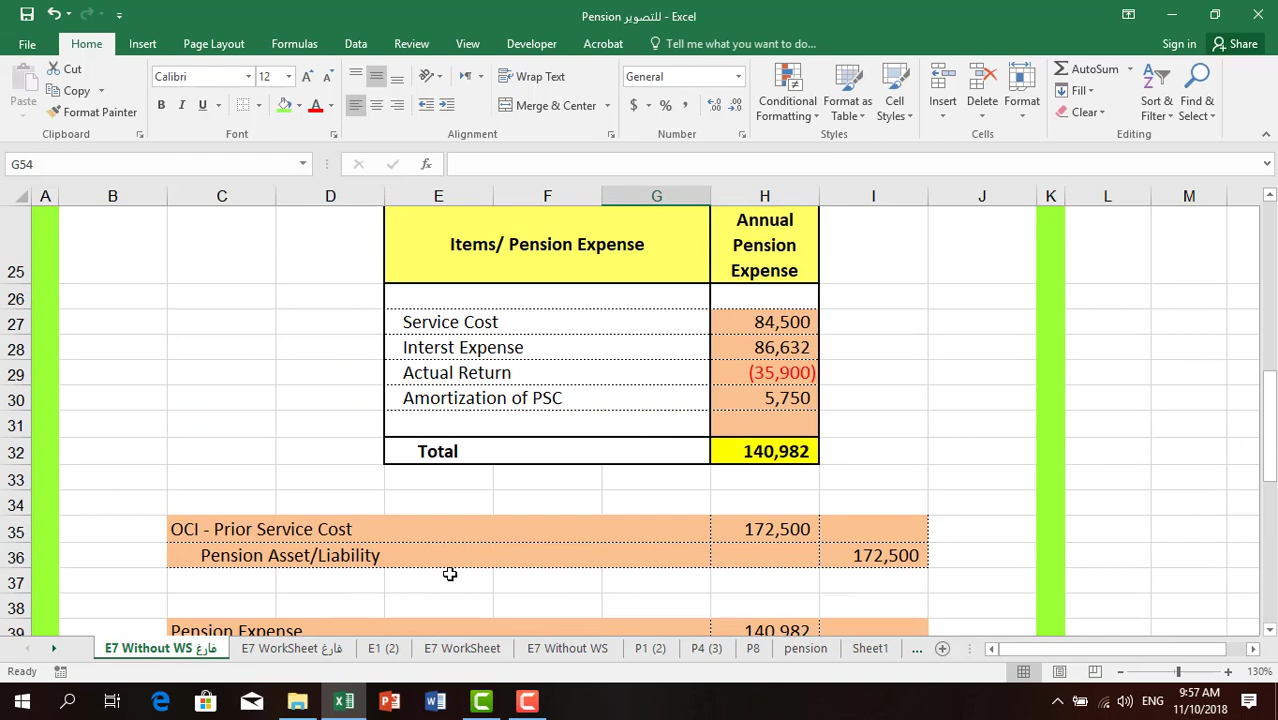 Pension للتصوير - Excel
File Home Insert Page Layout Formulas Data Review View Developer Acrobat Tell me what you want to do... Sign in Share
Paste Cut Copy Format Painter Clipboard
Calibri 12 B I U A Font
Wrap Text Merge & Center Alignment
General $ % , Number
Conditional Formatting Format as Table Cell Styles Styles
Insert Delete Format Cells
AutoSum Fill Clear Sort & Filter Find & Select Editing
G54 fx
A B C D E F G H I J K L M
25 Items/ Pension Expense Annual Pension Expense
26
27 Service Cost 84,500
28 Interst Expense 86,632
29 Actual Return (35,900)
30 Amortization of PSC 5,750
31
32 Total 140,982
33
34
35 OCI - Prior Service Cost 172,500
36 Pension Asset/Liability 172,500
37
38
39 Pension Expense 140,982
E7 Without WS فارغ E7 WorkSheet فارغ E1 (2) E7 WorkSheet E7 Without WS P1 (2) P4 (3) P8 pension Sheet1 ...
Ready 130%
ENG 9:57 AM
11/10/2018